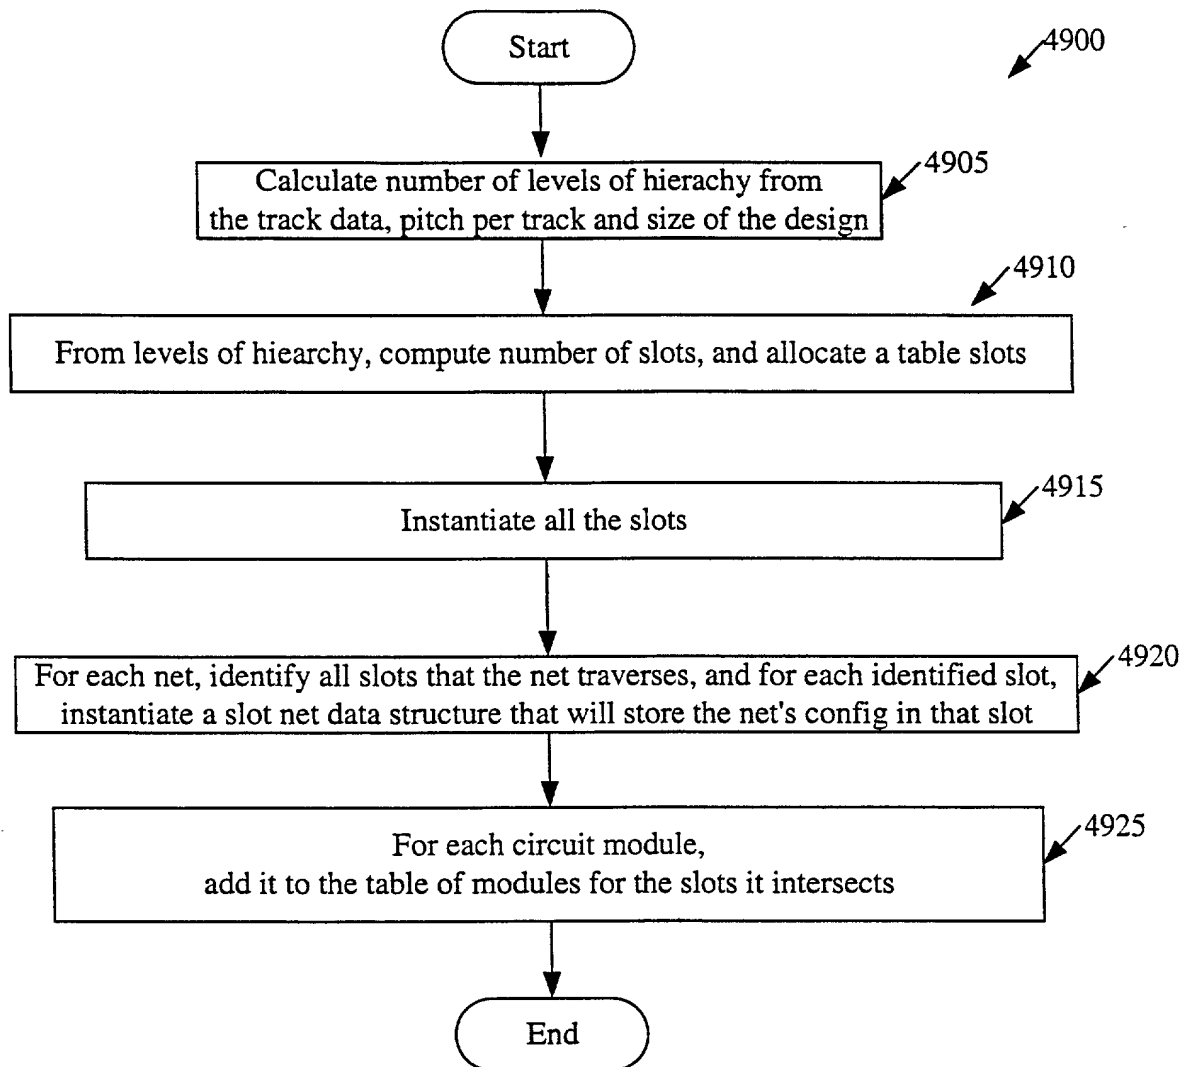 Start
4900
4905
Calculate number of levels of hierachy from
the track data, pitch per track and size of the design
4910
From levels of hiearchy, compute number of slots, and allocate a table slots
4915
Instantiate all the slots
4920
For each net, identify all slots that the net traverses, and for each identified slot,
instantiate a slot net data structure that will store the net's config in that slot
4925
For each circuit module,
add it to the table of modules for the slots it intersects
End